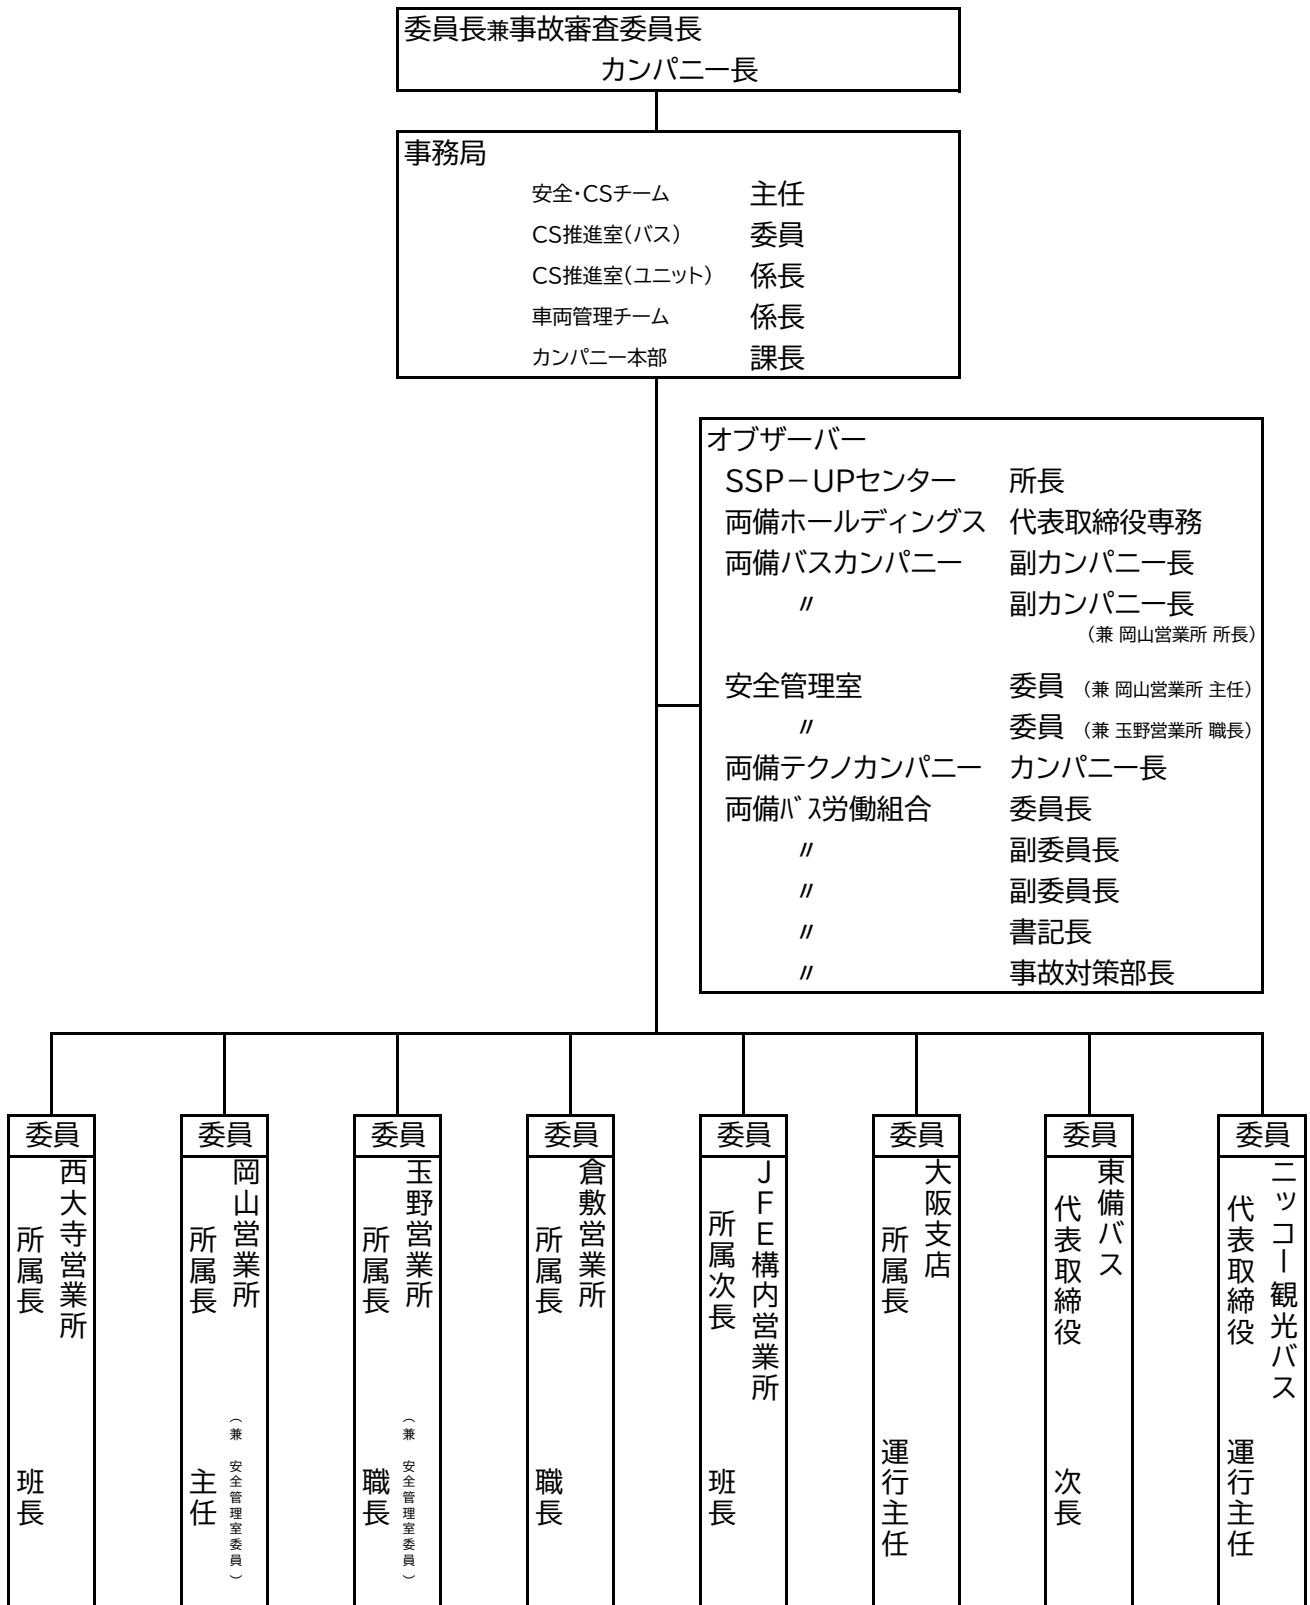 委員長兼事故審査委員長
カンパニー長
事務局
安全・CSチーム 主任
CS推進室(バス) 委員
CS推進室(ユニット) 係長
車両管理チーム 係長
カンパニー本部 課長
オブザーバー
SSP－UPセンター 所長
両備ホールディングス 代表取締役専務
両備バスカンパニー 副カンパニー長
〃 副カンパニー長
(兼 岡山営業所 所長)
安全管理室 委員 (兼 岡山営業所 主任)
〃 委員 (兼 玉野営業所 職長)
両備テクノカンパニー カンパニー長
両備ﾊﾞｽ労働組合 委員長
〃 副委員長
〃 副委員長
〃 書記長
〃 事故対策部長
委員
西大寺営業所
所属長
班長
委員
岡山営業所
所属長
主任
(兼 安全管理室委員)
委員
玉野営業所
所属長
職長
(兼 安全管理室委員)
委員
倉敷営業所
所属長
職長
委員
JFE構内営業所
所属次長
班長
委員
大阪支店
所属長
運行主任
委員
東備バス
代表取締役
次長
委員
ニッコー観光バス
代表取締役
運行主任